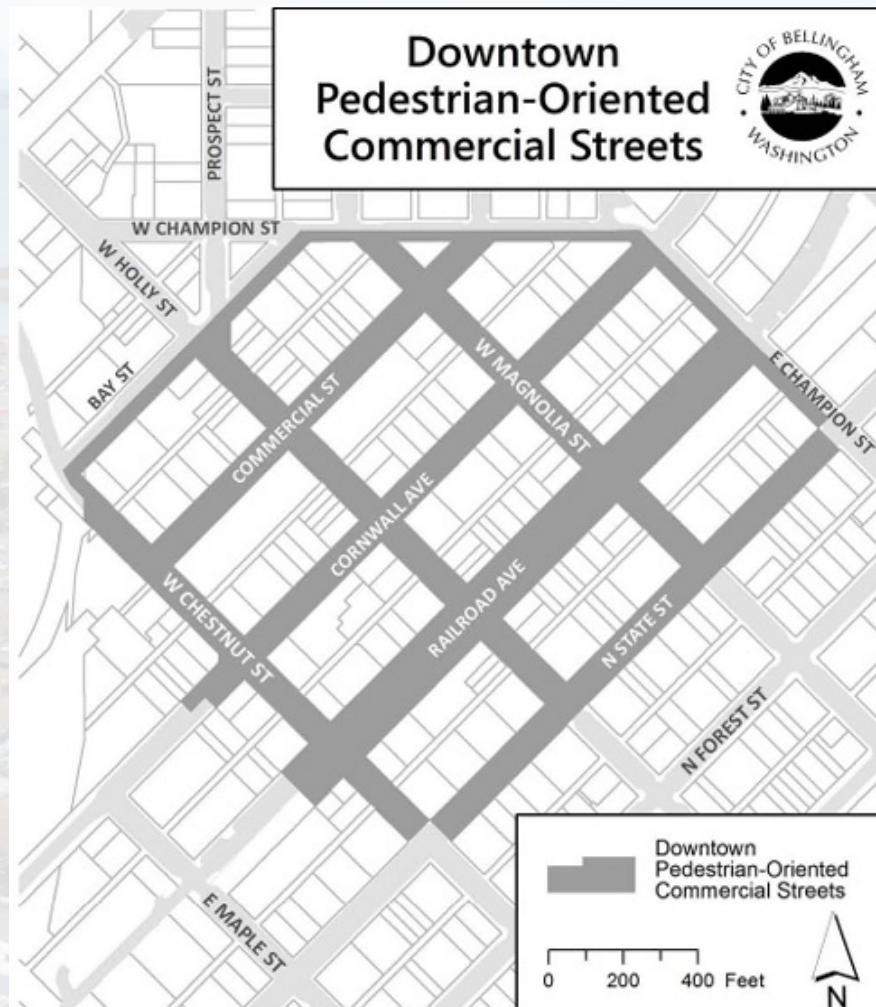 Downtown
Pedestrian-Oriented
Commercial Streets
CITY OF BELLINGHAM
WASHINGTON
PROSPECT ST
W CHAMPION ST
W HOLLY ST
BAY ST
COMMERCIAL ST
W MAGNOLIA ST
E CHAMPION ST
CORNWALL AVE
W CHESTNUT ST
RAILROAD AVE
N STATE ST
N FOREST ST
E MAPLE ST
Downtown
Pedestrian-Oriented
Commercial Streets
0 200 400 Feet
N